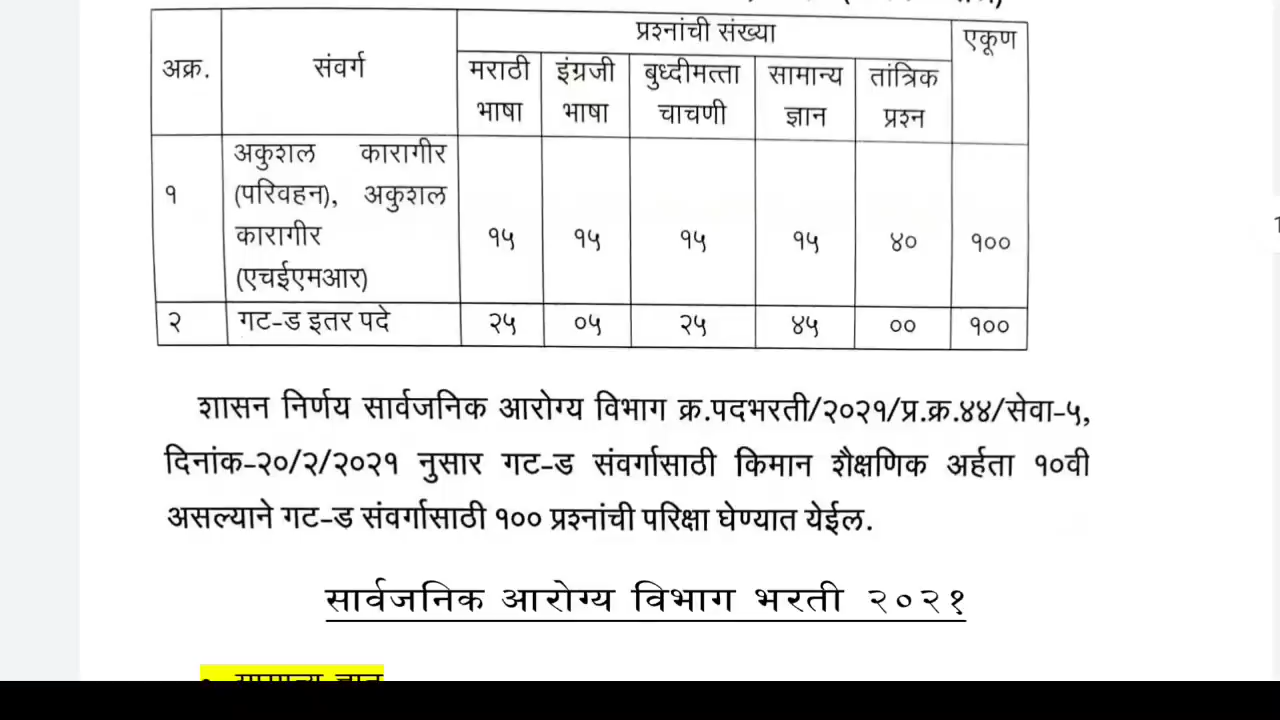 प्रश्नांची संख्या एकूण
अक्र. संवर्ग मराठी भाषा इंग्रजी भाषा बुध्दीमत्ता चाचणी सामान्य ज्ञान तांत्रिक प्रश्न
१ अकुशल कारागीर (परिवहन), अकुशल कारागीर (एचईएमआर) १५ १५ १५ १५ ४० १००
२ गट-ड इतर पदे २५ ०५ २५ ४५ ०० १००
शासन निर्णय सार्वजनिक आरोग्य विभाग क्र.पदभरती/२०२१/प्र.क्र.४४/सेवा-५,
दिनांक-२०/२/२०२१ नुसार गट-ड संवर्गासाठी किमान शैक्षणिक अर्हता १०वी
असल्याने गट-ड संवर्गासाठी १०० प्रश्नांची परिक्षा घेण्यात येईल.
सार्वजनिक आरोग्य विभाग भरती २०२१